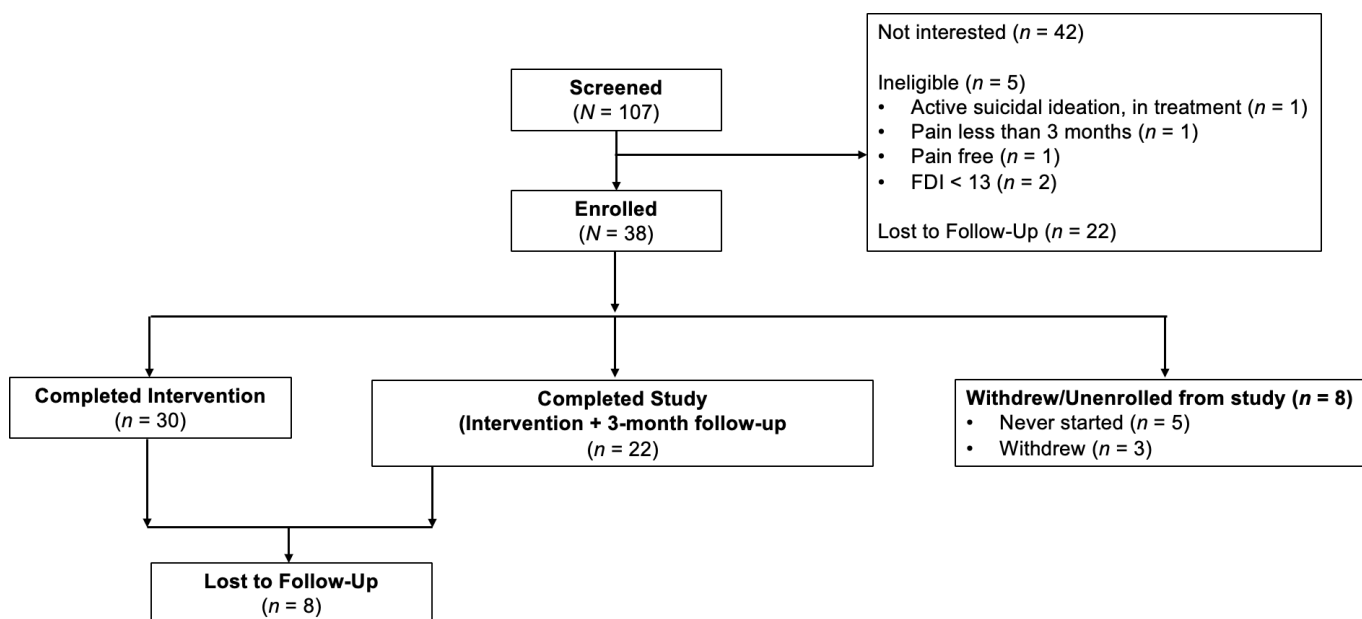 Screened
(N = 107)
Not interested (n = 42)
Ineligible (n = 5)
• Active suicidal ideation, in treatment (n = 1)
• Pain less than 3 months (n = 1)
• Pain free (n = 1)
• FDI < 13 (n = 2)
Lost to Follow-Up (n = 22)
Enrolled
(N = 38)
Completed Intervention
(n = 30)
Completed Study
(Intervention + 3-month follow-up
(n = 22)
Withdrew/Unenrolled from study (n = 8)
• Never started (n = 5)
• Withdrew (n = 3)
Lost to Follow-Up
(n = 8)